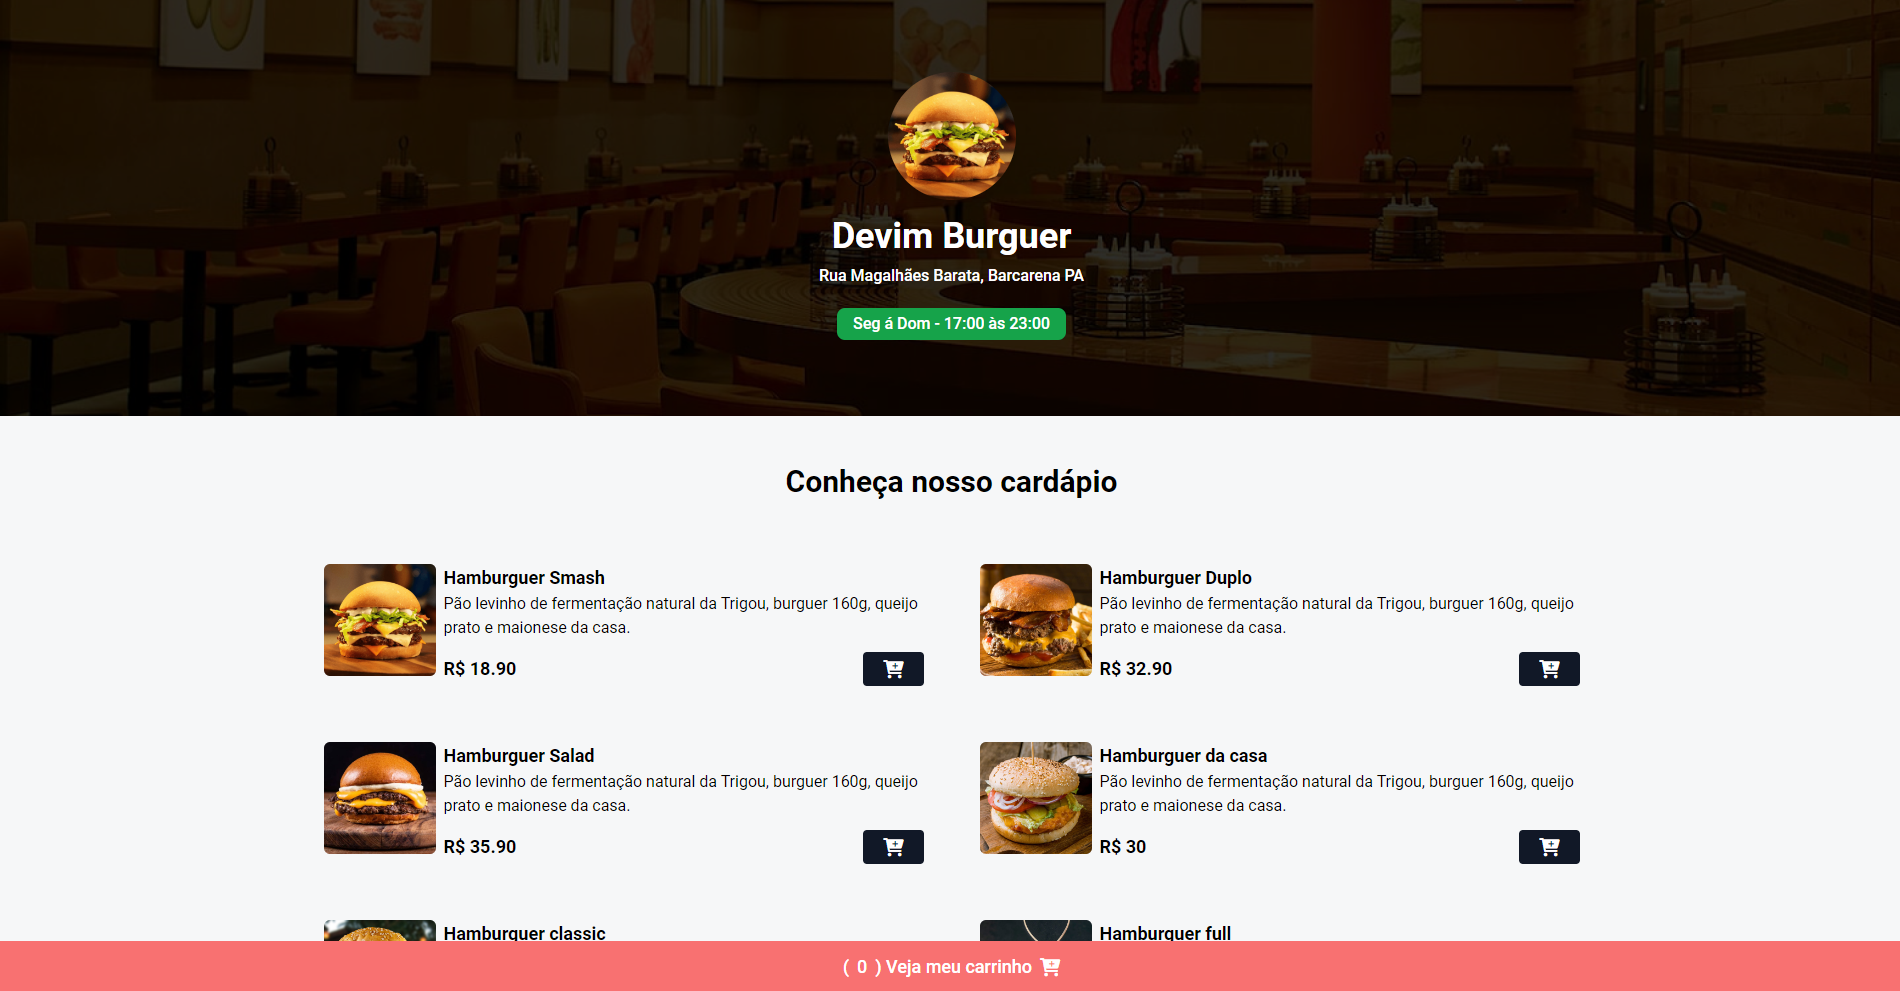 Devim Burguer
Rua Magalhães Barata, Barcarena PA
Seg á Dom - 17:00 às 23:00
Conheça nosso cardápio
Hamburguer Smash
Pão levinho de fermentação natural da Trigou, burguer 160g, queijo
prato e maionese da casa.
R$ 18.90
Hamburguer Duplo
Pão levinho de fermentação natural da Trigou, burguer 160g, queijo
prato e maionese da casa.
R$ 32.90
Hamburguer Salad
Pão levinho de fermentação natural da Trigou, burguer 160g, queijo
prato e maionese da casa.
R$ 35.90
Hamburguer da casa
Pão levinho de fermentação natural da Trigou, burguer 160g, queijo
prato e maionese da casa.
R$ 30
Hamburguer classic
Hamburguer full
( 0 ) Veja meu carrinho